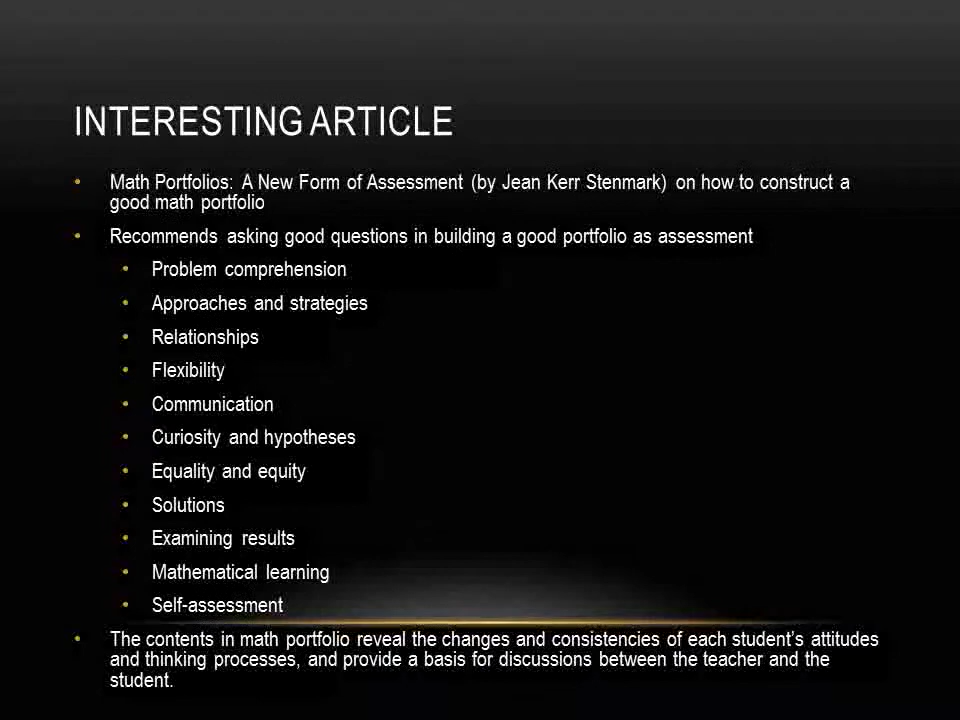 INTERESTING ARTICLE
• Math Portfolios: A New Form of Assessment (by Jean Kerr Stenmark) on how to construct a
good math portfolio
• Recommends asking good questions in building a good portfolio as assessment
• Problem comprehension
• Approaches and strategies
• Relationships
• Flexibility
• Communication
• Curiosity and hypotheses
• Equality and equity
• Solutions
• Examining results
• Mathematical learning
• Self-assessment
• The contents in math portfolio reveal the changes and consistencies of each student's attitudes
and thinking processes, and provide a basis for discussions between the teacher and the
student.